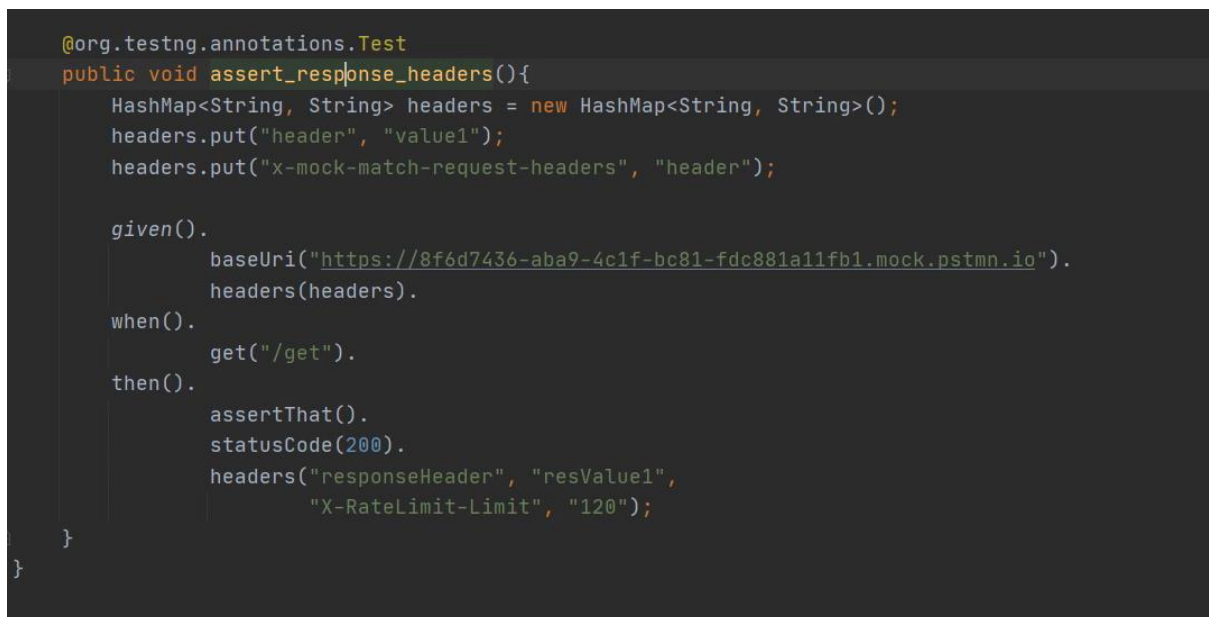 @org.testng.annotations.Test
public void assert_response_headers(){
HashMap<String, String> headers = new HashMap<String, String>();
headers.put("header", "value1");
headers.put("x-mock-match-request-headers", "header");
given().
baseUri("https://8f6d7436-aba9-4c1f-bc81-fdc881a11fb1.mock.pstmn.io").
headers(headers).
when().
get("/get").
then().
assertThat().
statusCode(200).
headers("responseHeader", "resValue1",
"X-RateLimit-Limit", "120");
}
}